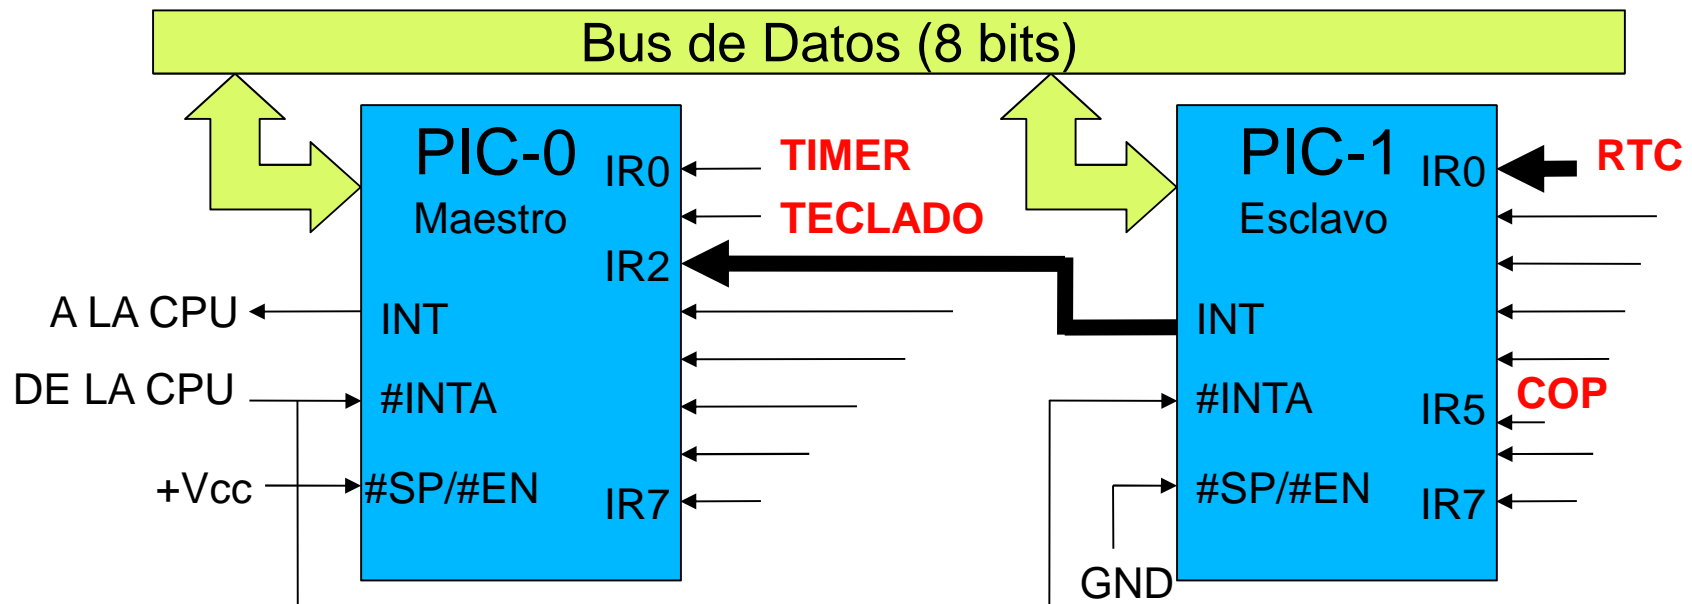 Bus de Datos (8 bits)
PIC-0
Maestro
IR0
TIMER
TECLADO
IR2
A LA CPU
INT
DE LA CPU
#INTA
+Vcc
#SP/#EN
IR7
PIC-1
Esclavo
IR0
RTC
INT
#INTA
COP
IR5
#SP/#EN
IR7
GND